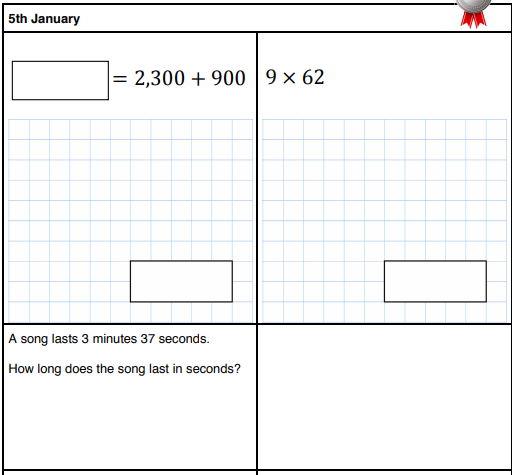 5th January
= 2,300 + 900
9 × 62
A song lasts 3 minutes 37 seconds.
How long does the song last in seconds?